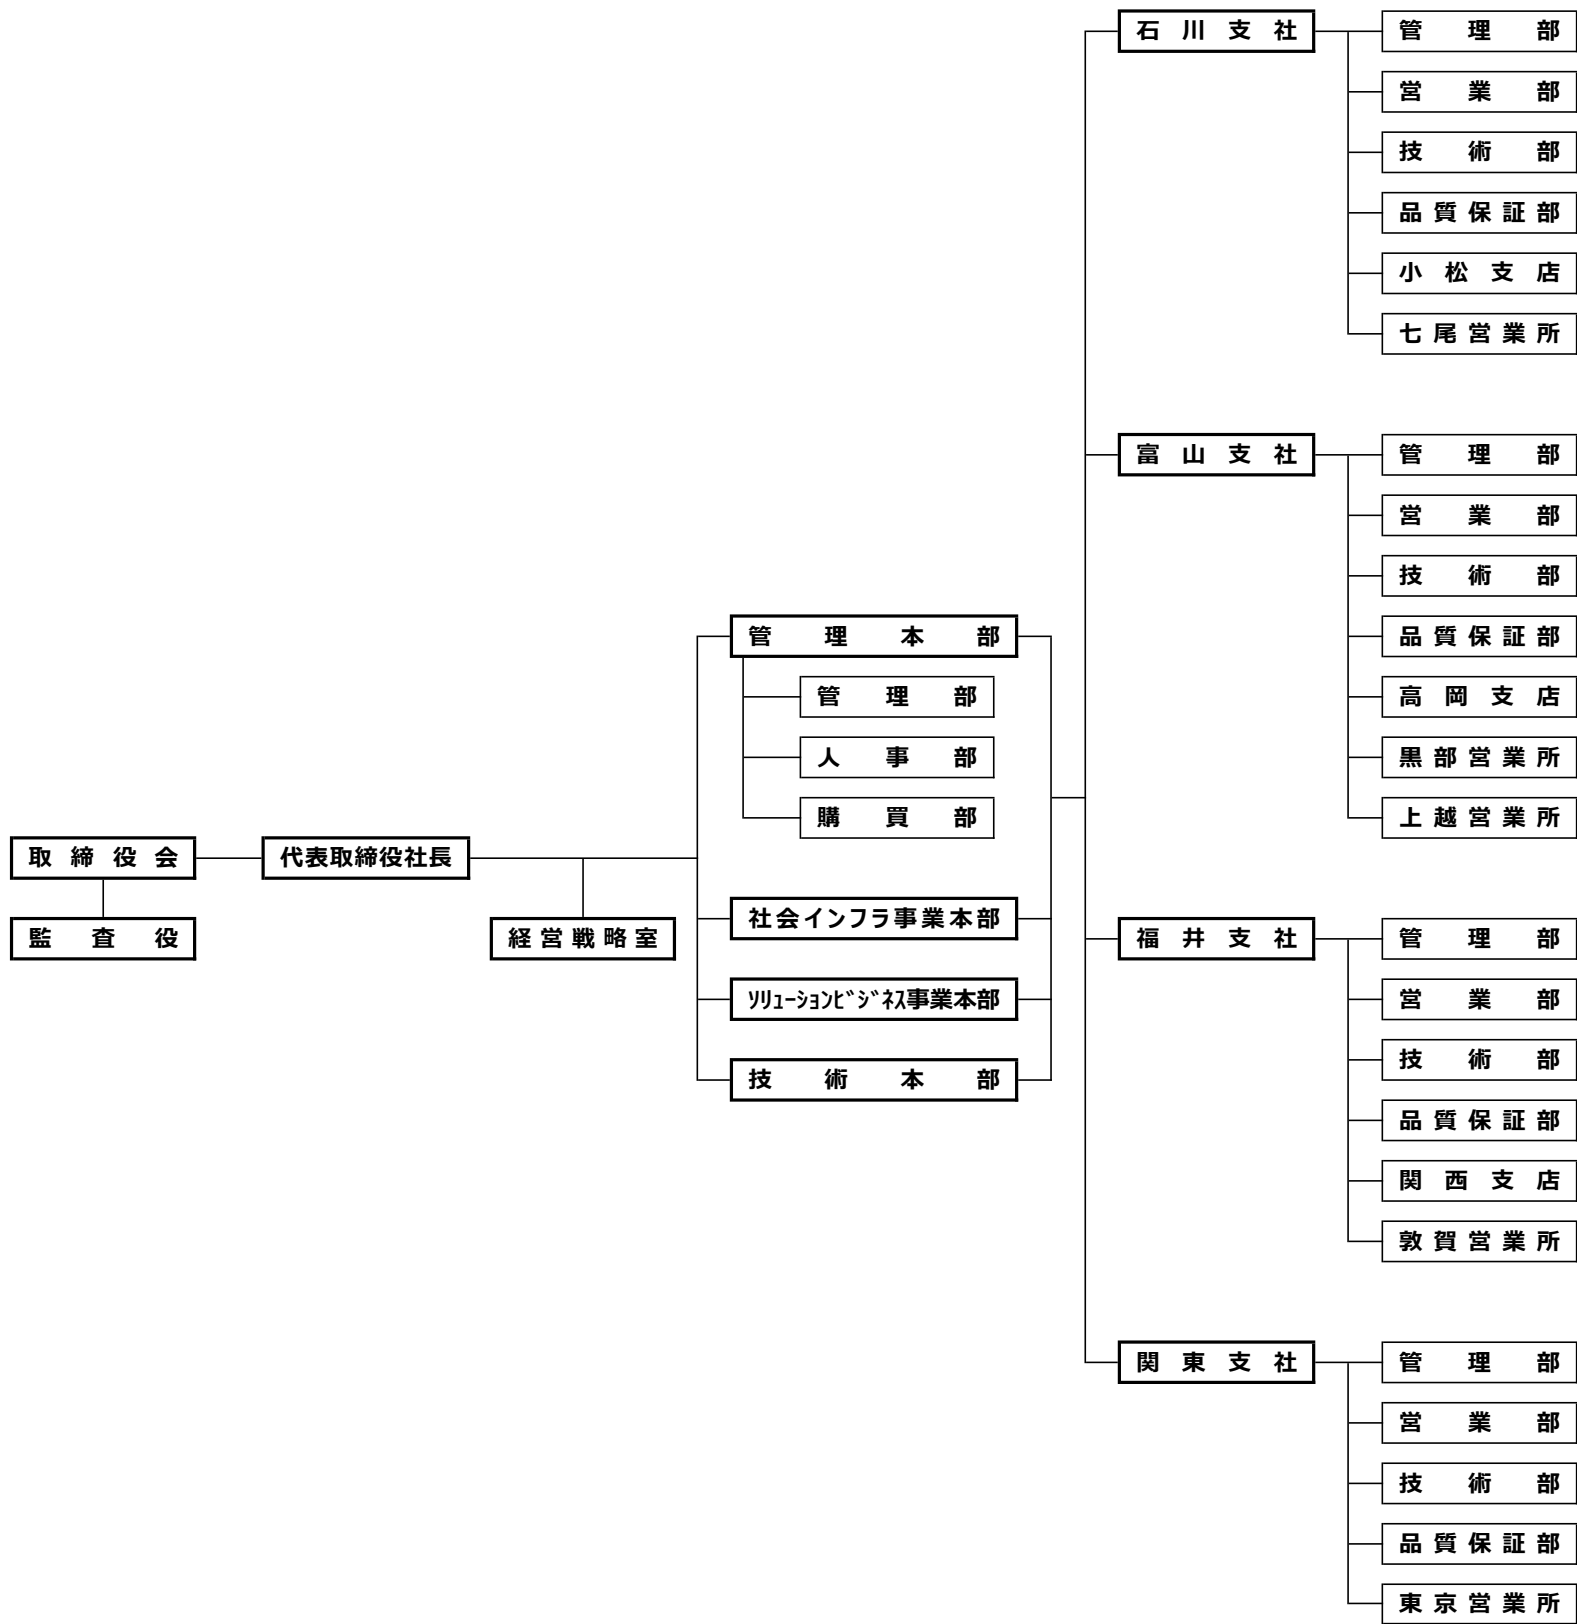 取締役会
監査役
代表取締役社長
経営戦略室
管理本部
管理部
人事部
購買部
社会インフラ事業本部
ｿﾘｭｰｼｮﾝﾋﾞｼﾞﾈｽ事業本部
技術本部
石川支社
管理部
営業部
技術部
品質保証部
小松支店
七尾営業所
富山支社
管理部
営業部
技術部
品質保証部
高岡支店
黒部営業所
上越営業所
福井支社
管理部
営業部
技術部
品質保証部
関西支店
敦賀営業所
関東支社
管理部
営業部
技術部
品質保証部
東京営業所